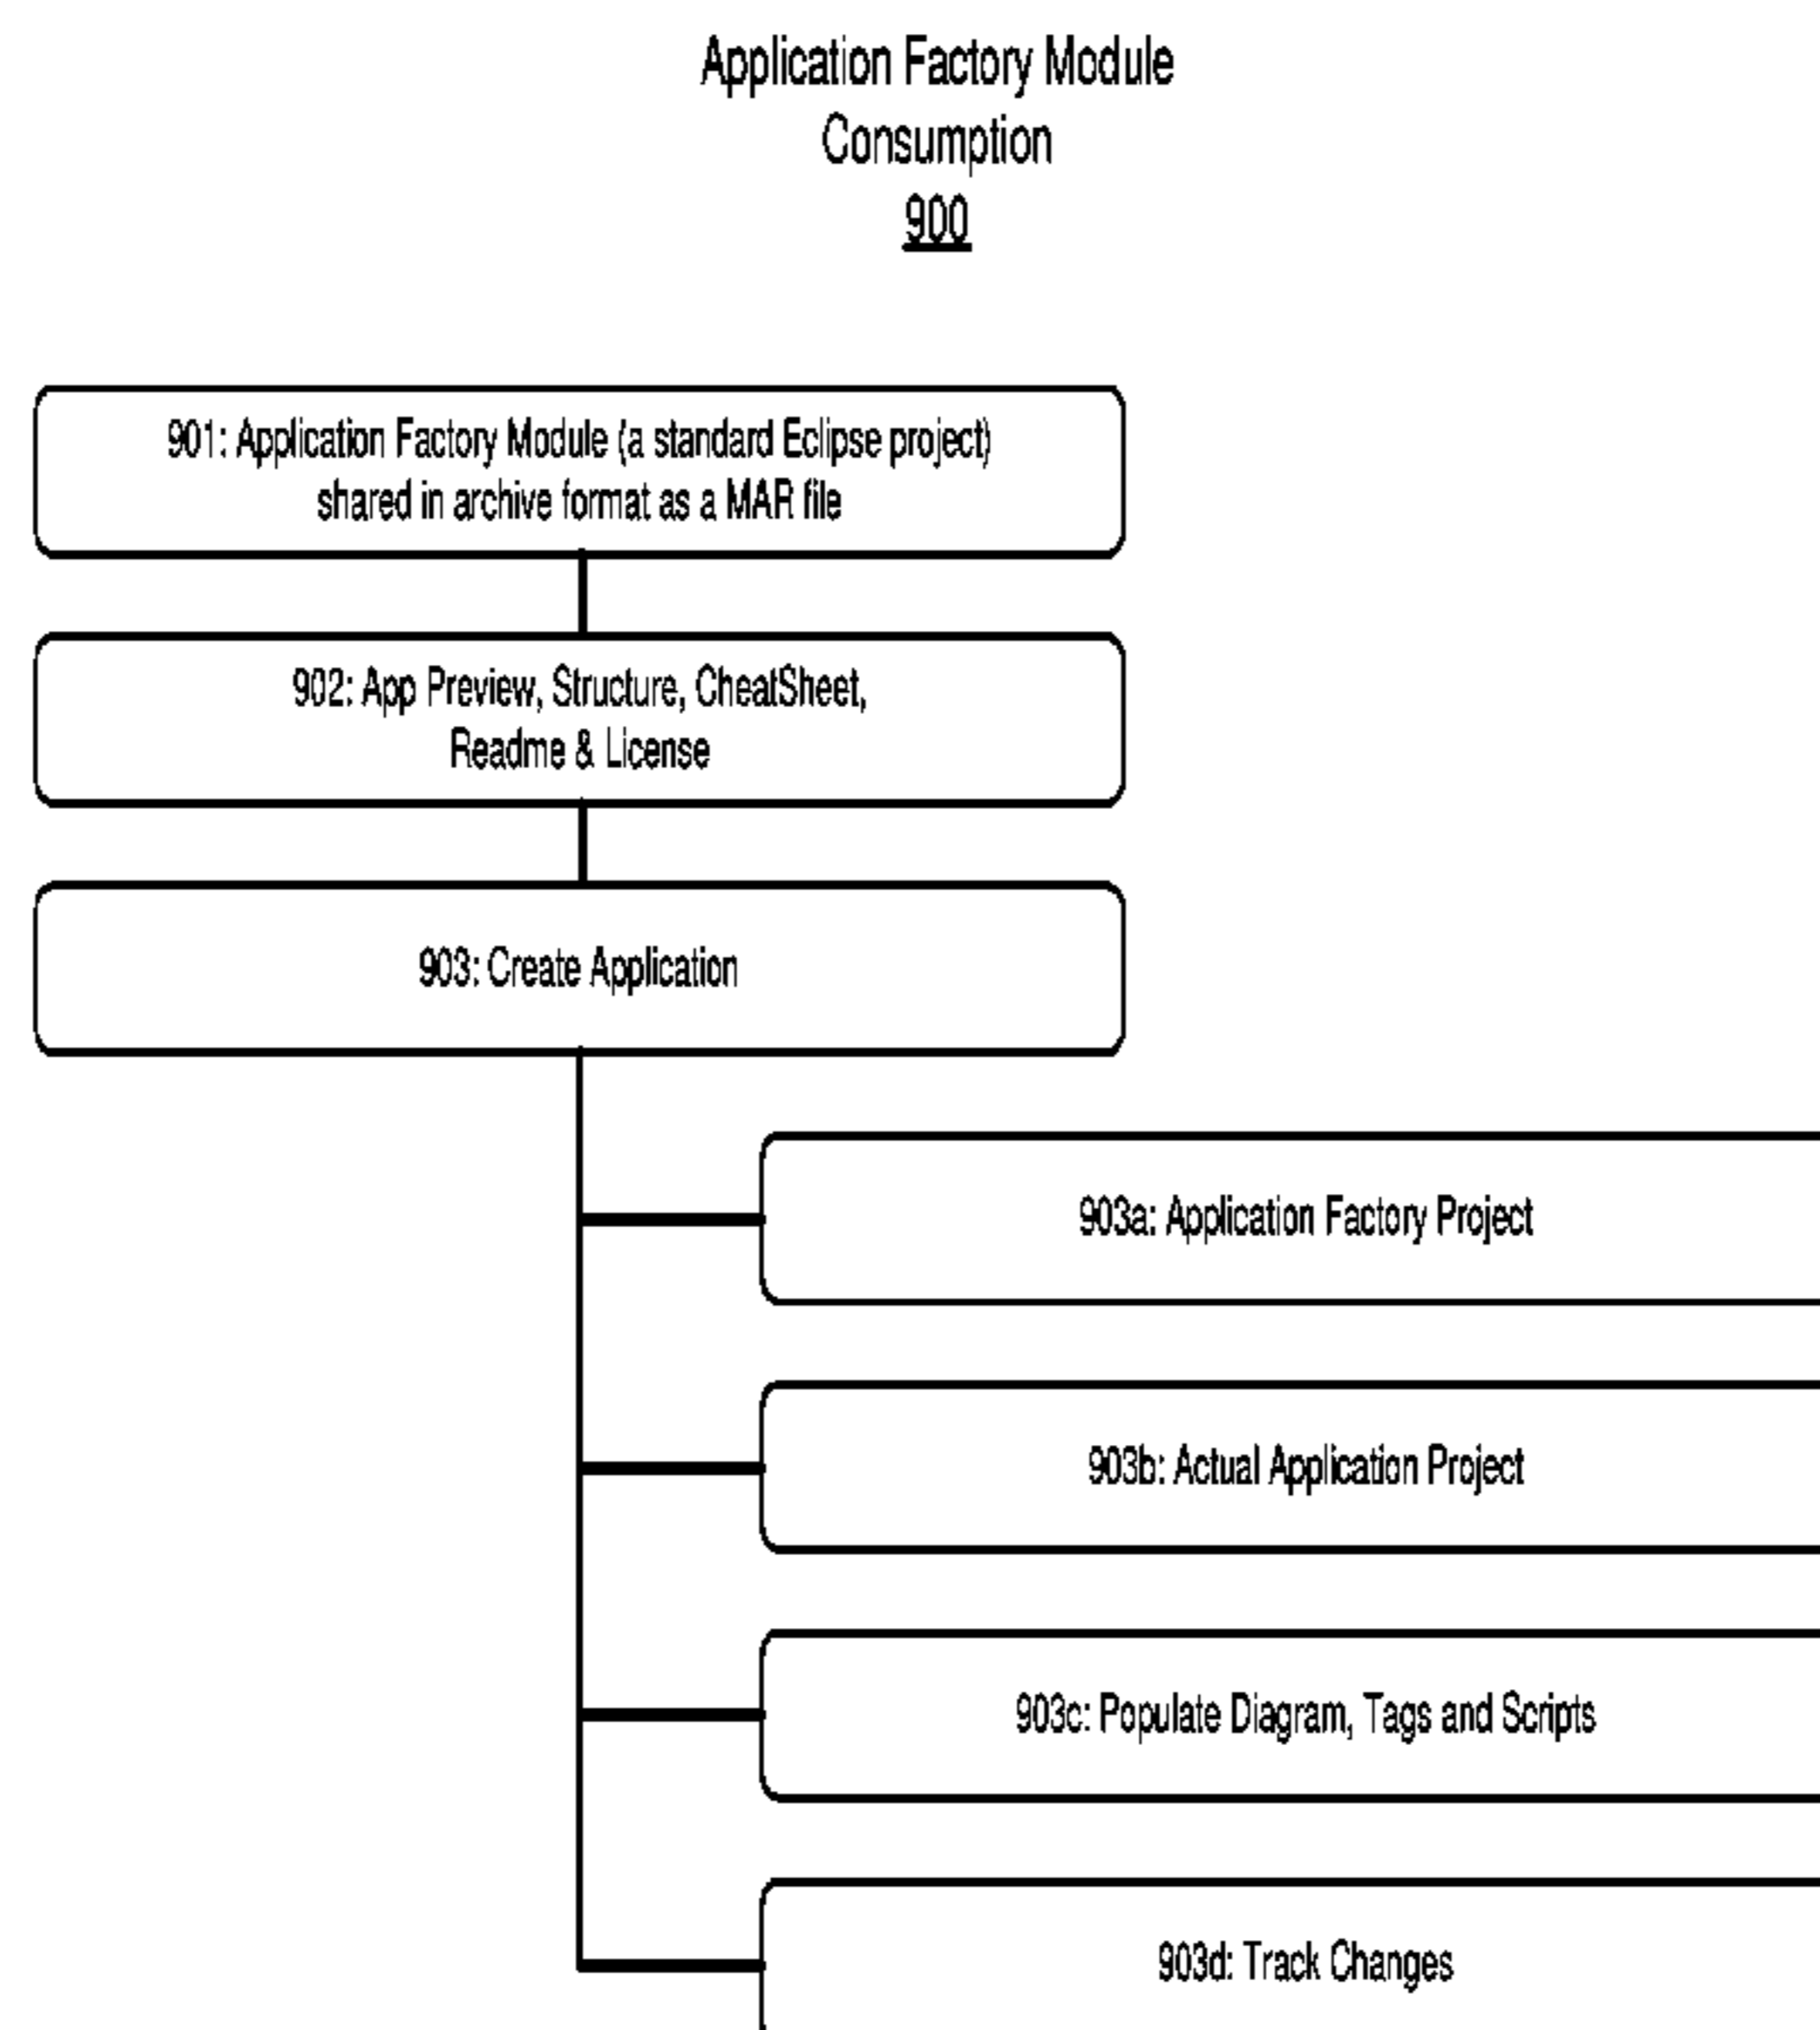 Application Factory Module
Consumption
900
901: Application Factory Module (a standard Eclipse project)
shared in archive format as a MAR file
902: App Preview, Structure, CheatSheet,
Readme & License
903: Create Application
903a: Application Factory Project
903b: Actual Application Project
903c: Populate Diagram, Tags and Scripts
903d: Track Changes